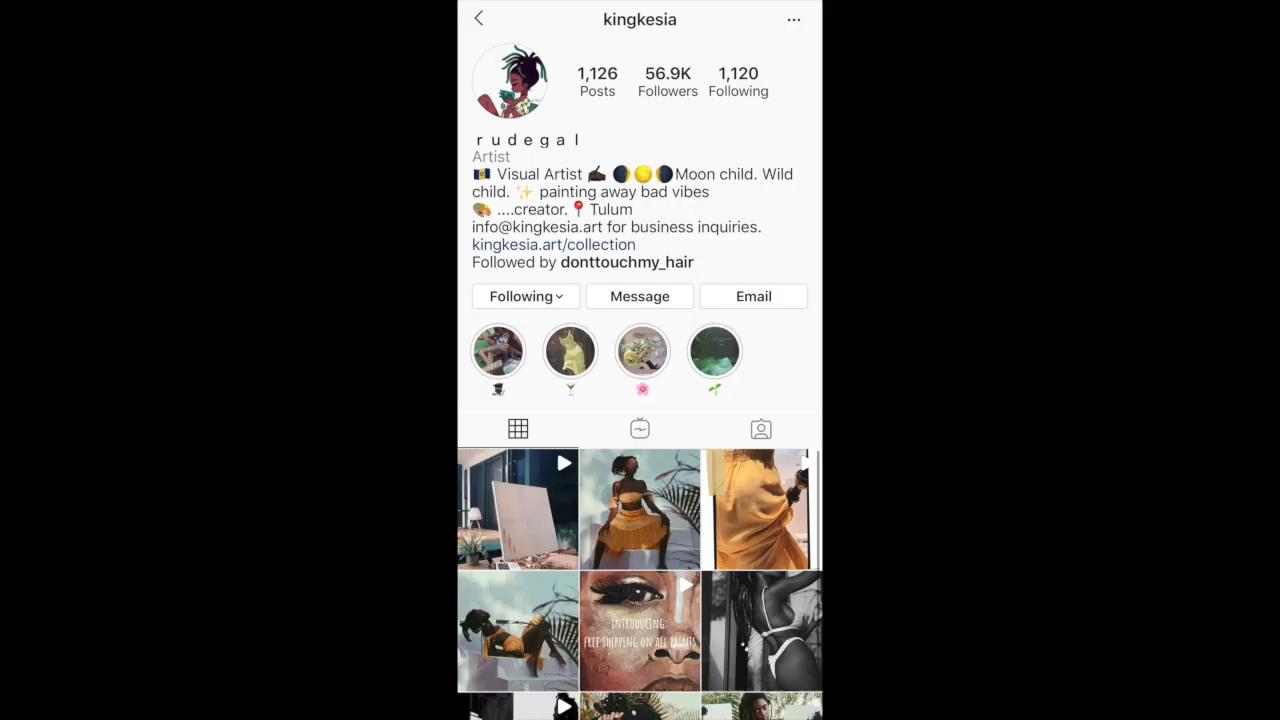 kingkesia
1,126 56.9K 1,120
Posts Followers Following
r u d e g a l
Artist
Visual Artist Moon child. Wild
child. painting away bad vibes
....creator. Tulum
info@kingkesia.art for business inquiries.
kingkesia.art/collection
Followed by donttouchmy_hair
Following Message Email
INTRODUCING:
FREE SHIPPING ON ALL PRINTS